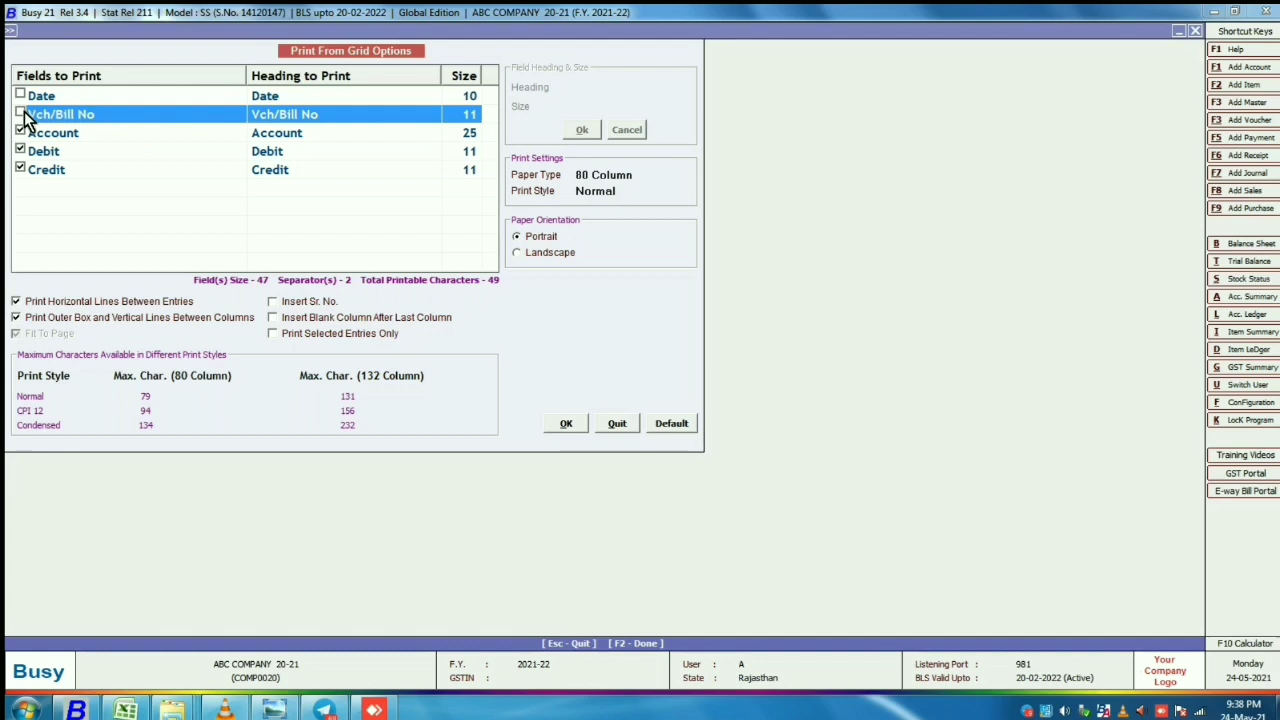 Busy 21 Rel 3.4 | Stat Rel 211 | Model : SS (S.No. 14120147) | BLS upto 20-02-2022 | Global Edition | ABC COMPANY 20-21 (F.Y. 2021-22)
>>
Print From Grid Options
Fields to Print Heading to Print Size
Date Date 10
Vch/Bill No Vch/Bill No 11
Account Account 25
Debit Debit 11
Credit Credit 11
Field(s) Size - 47 Separator(s) - 2 Total Printable Characters - 49
Field Heading & Size
Heading
Size
Ok Cancel
Print Settings
Paper Type 80 Column
Print Style Normal
Paper Orientation
Portrait
Landscape
Print Horizontal Lines Between Entries Insert Sr. No.
Print Outer Box and Vertical Lines Between Columns Insert Blank Column After Last Column
Fit To Page Print Selected Entries Only
Maximum Characters Available in Different Print Styles
Print Style Max. Char. (80 Column) Max. Char. (132 Column)
Normal 79 131
CPI 12 94 156
Condensed 134 232
OK Quit Default
Shortcut Keys
F1 Help
F1 Add Account
F2 Add Item
F3 Add Master
F3 Add Voucher
F5 Add Payment
F6 Add Receipt
F7 Add Journal
F8 Add Sales
F9 Add Purchase
B Balance Sheet
T Trial Balance
S Stock Status
A Acc. Summary
L Acc. Ledger
I Item Summary
D Item LeDger
G GST Summary
U Switch User
F ConFiguration
K LocK Program
Training Videos
GST Portal
E-way Bill Portal
[ Esc - Quit ] [ F2 - Done ]
F10 Calculator
Busy
ABC COMPANY 20-21
(COMP0020)
F.Y. : 2021-22
GSTIN :
User : A
State : Rajasthan
Listening Port : 981
BLS Valid Upto : 20-02-2022 (Active)
Your
Company
Logo
Monday
24-05-2021
9:38 PM
24-May-21